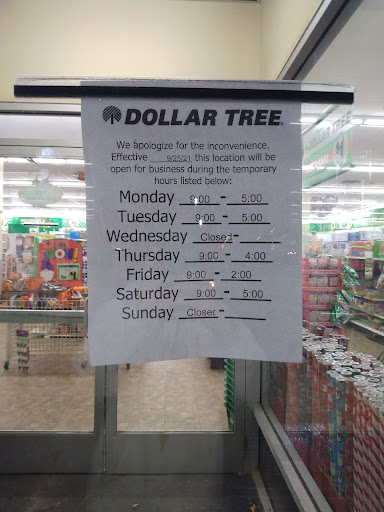 DOLLAR TREE
We apologize for the inconvenience.
Effective 9/25/21 this location will be
open for business during the temporary
hours listed below:
Monday 9:00 - 5:00
Tuesday 9:00 - 5:00
Wednesday Closed -
Thursday 9:00 - 4:00
Friday 9:00 - 2:00
Saturday 9:00 - 5:00
Sunday Closed -